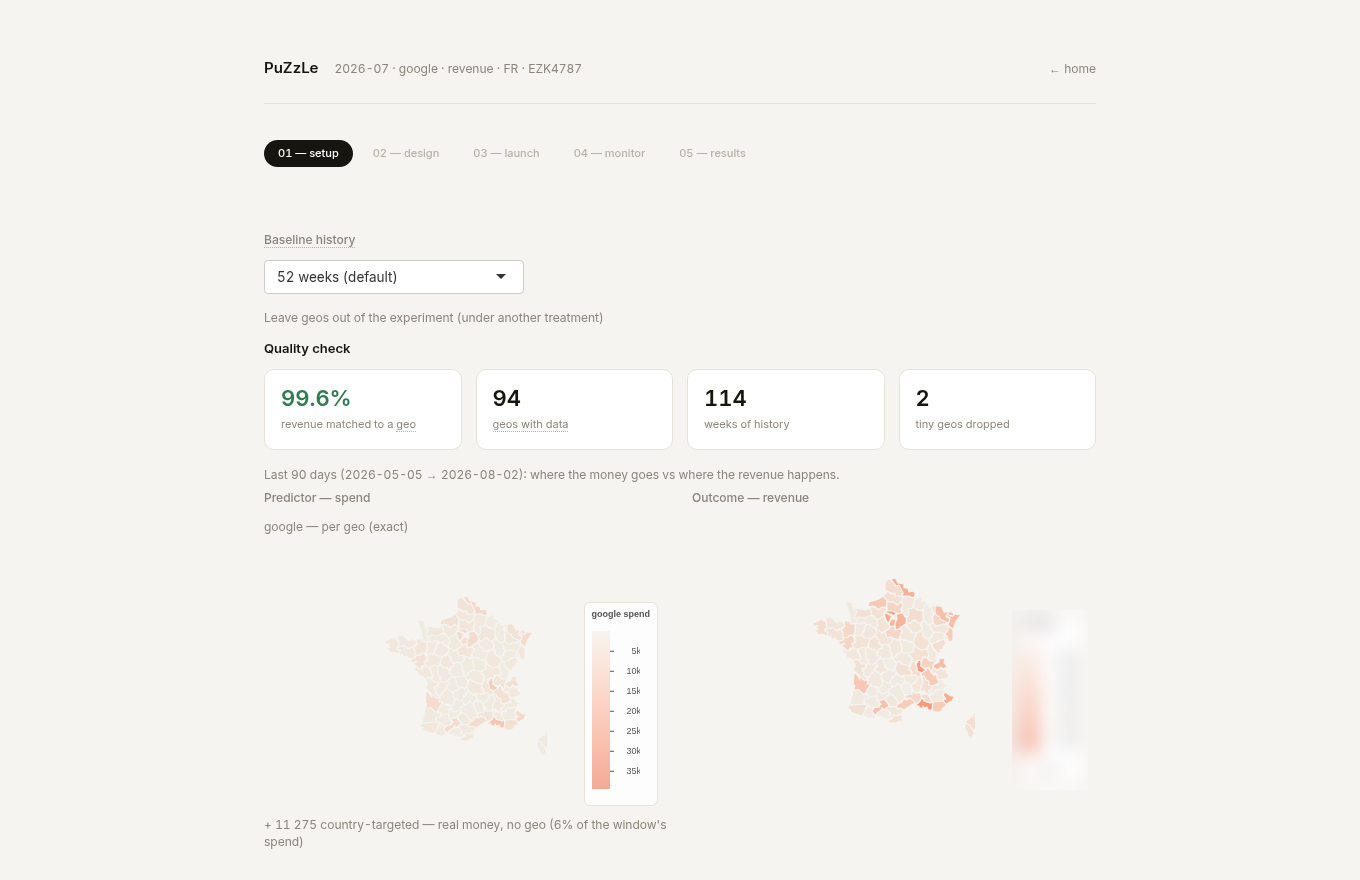 PuZzLe 2026-07 · google · revenue · FR · EZK4787 ← home
01 — setup 02 — design 03 — launch 04 — monitor 05 — results
Baseline history
52 weeks (default)
Leave geos out of the experiment (under another treatment)
Quality check
99.6% 94 114 2
revenue matched to a geo geos with data weeks of history tiny geos dropped
Last 90 days (2026-05-05 → 2026-08-02): where the money goes vs where the revenue happens.
Predictor — spend Outcome — revenue
google — per geo (exact)
google spend
5k
10k
15k
20k
25k
30k
35k
+ 11 275 country-targeted — real money, no geo (6% of the window's
spend)